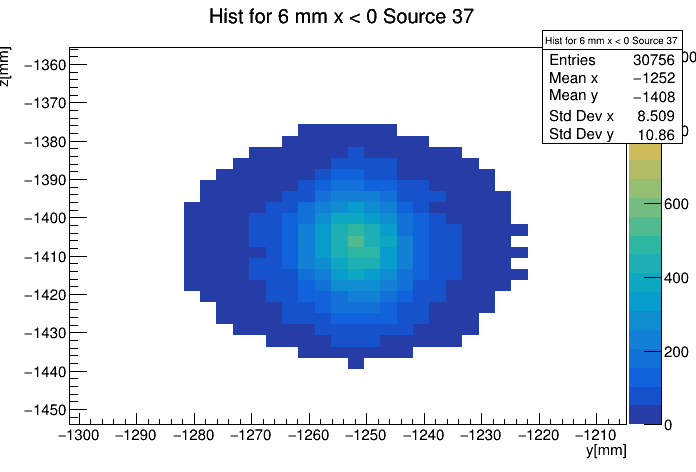 Hist for 6 mm x < 0 Source 37
z[mm]
Hist for 6 mm x < 0 Source 37
Entries 30756
Mean x −1252
Mean y −1408
Std Dev x 8.509
Std Dev y 10.86
−1360
−1370
−1380
−1390
−1400
−1410
−1420
−1430
−1440
−1450
600
400
200
0
−1300 −1290 −1280 −1270 −1260 −1250 −1240 −1230 −1220 −1210
y[mm]